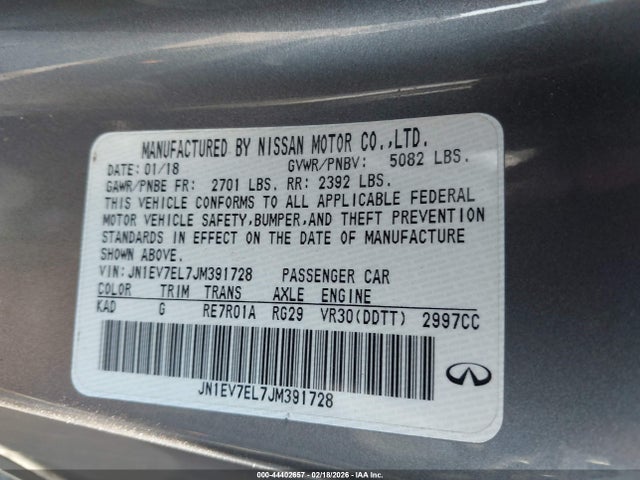 MANUFACTURED BY NISSAN MOTOR CO.,LTD.
DATE: 01/18 GVWR/PNBV: 5082 LBS.
GAWR/PNBE FR: 2701 LBS. RR: 2392 LBS.
THIS VEHICLE CONFORMS TO ALL APPLICABLE FEDERAL
MOTOR VEHICLE SAFETY,BUMPER,AND THEFT PREVENTION
STANDARDS IN EFFECT ON THE DATE OF MANUFACTURE
SHOWN ABOVE.
VIN: JN1EV7EL7JM391728 PASSENGER CAR
COLOR TRIM TRANS AXLE ENGINE
KAD G RE7R01A RG29 VR30(DDTT) 2997CC
JN1EV7EL7JM391728
000-44402657 - 02/18/2026 - IAA Inc.